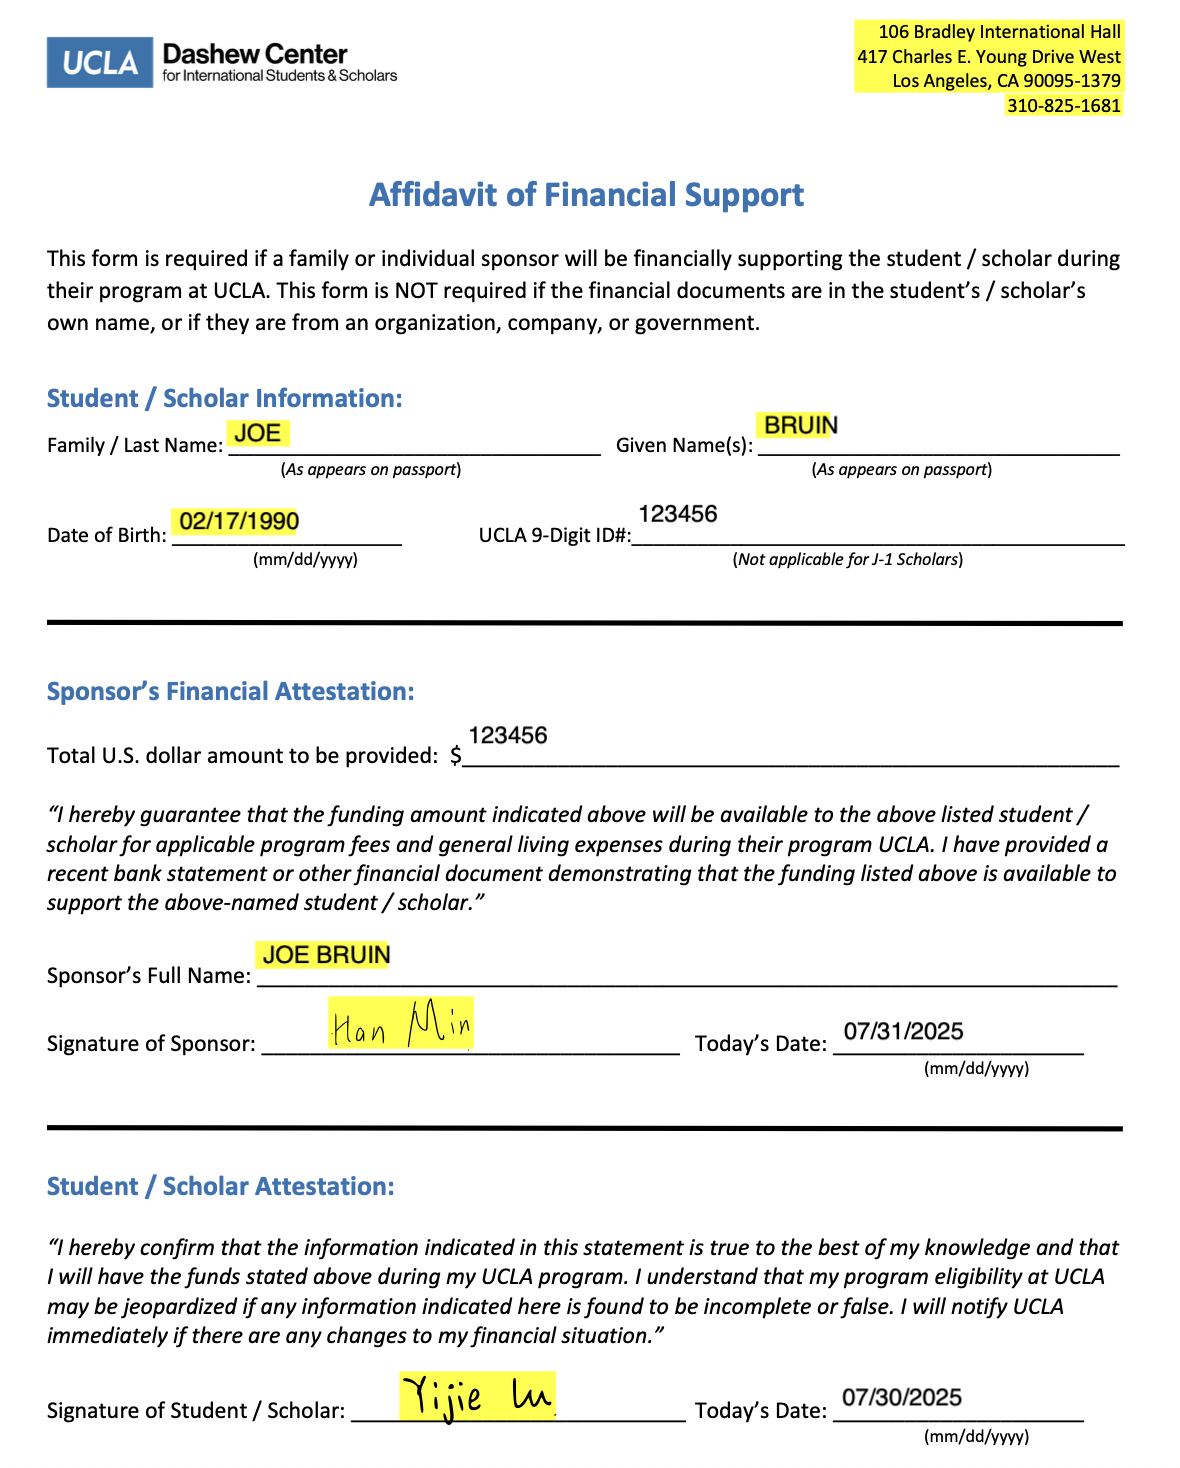 UCLA Dashew Center
for International Students & Scholars
106 Bradley International Hall
417 Charles E. Young Drive West
Los Angeles, CA 90095-1379
310-825-1681
Affidavit of Financial Support
This form is required if a family or individual sponsor will be financially supporting the student / scholar during
their program at UCLA. This form is NOT required if the financial documents are in the student’s / scholar’s
own name, or if they are from an organization, company, or government.
Student / Scholar Information:
Family / Last Name: JOE Given Name(s): BRUIN
(As appears on passport) (As appears on passport)
Date of Birth: 02/17/1990 UCLA 9-Digit ID#: 123456
(mm/dd/yyyy) (Not applicable for J-1 Scholars)
Sponsor’s Financial Attestation:
Total U.S. dollar amount to be provided: $ 123456
“I hereby guarantee that the funding amount indicated above will be available to the above listed student /
scholar for applicable program fees and general living expenses during their program UCLA. I have provided a
recent bank statement or other financial document demonstrating that the funding listed above is available to
support the above-named student / scholar.”
Sponsor’s Full Name: JOE BRUIN
Signature of Sponsor: Han Min Today’s Date: 07/31/2025
(mm/dd/yyyy)
Student / Scholar Attestation:
“I hereby confirm that the information indicated in this statement is true to the best of my knowledge and that
I will have the funds stated above during my UCLA program. I understand that my program eligibility at UCLA
may be jeopardized if any information indicated here is found to be incomplete or false. I will notify UCLA
immediately if there are any changes to my financial situation.”
Signature of Student / Scholar: Yijie Lu Today’s Date: 07/30/2025
(mm/dd/yyyy)